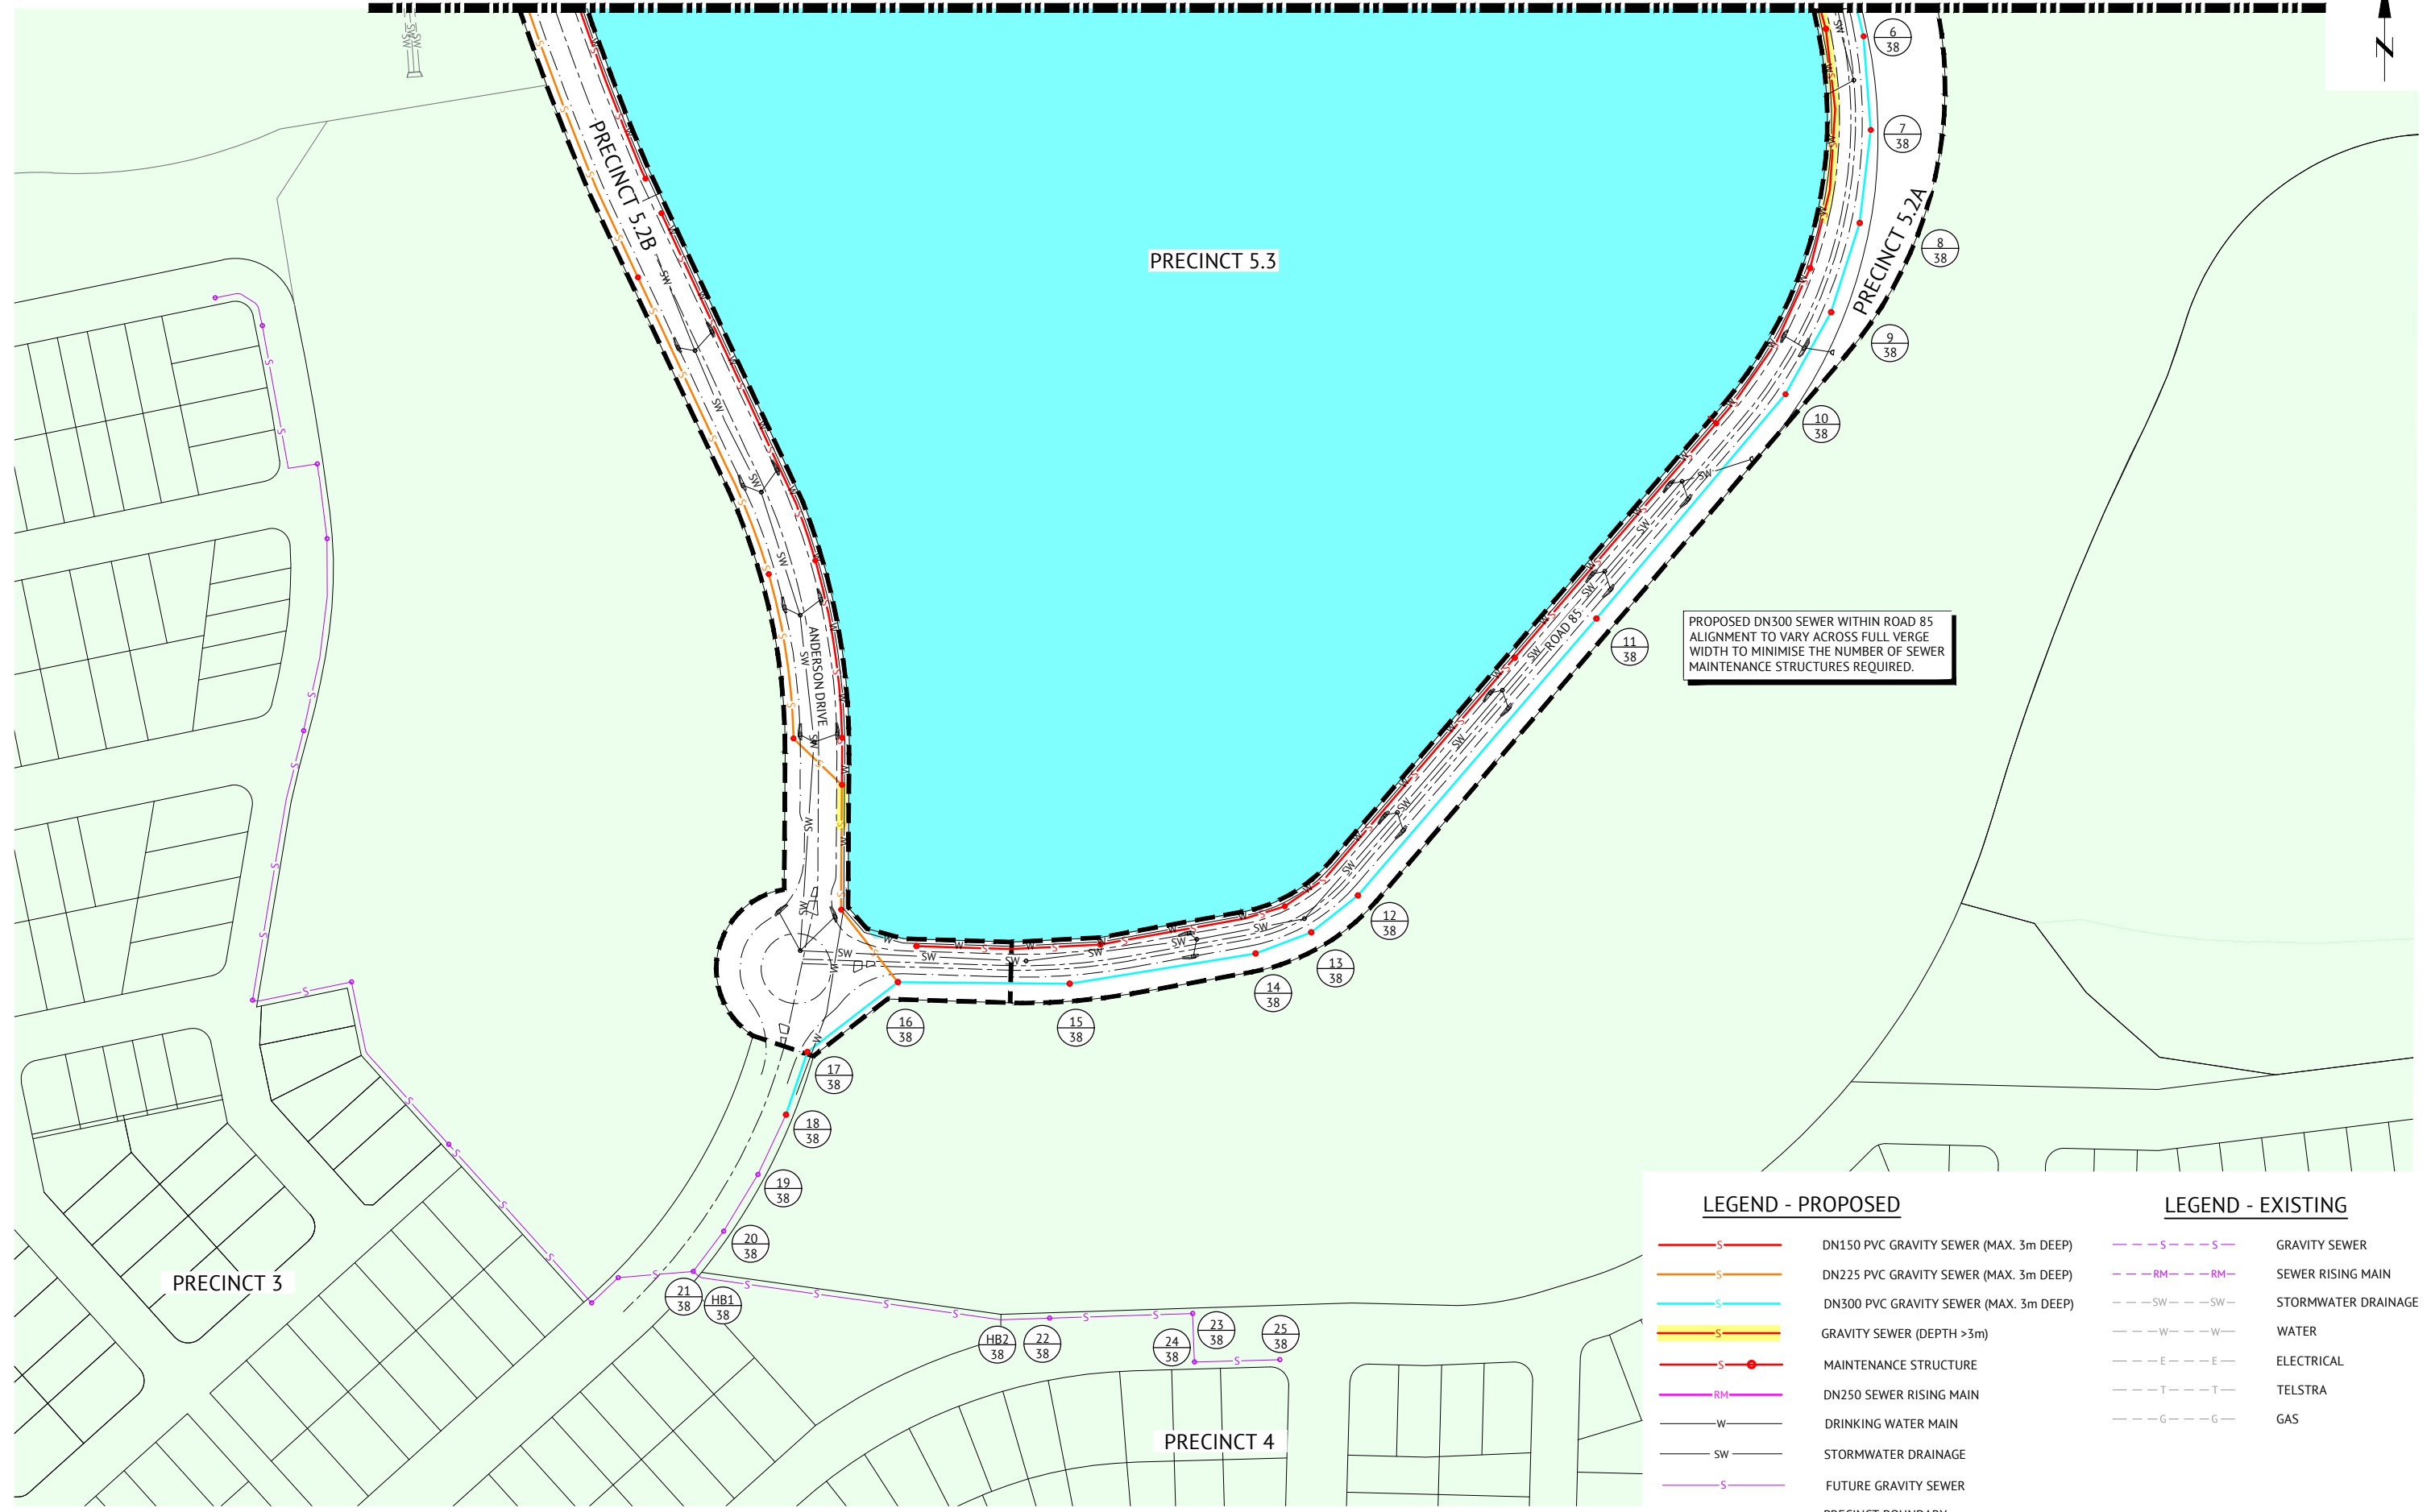 N
6
38
7
38
PRECINCT 5.2B
PRECINCT 5.2A
PRECINCT 5.3
8
38
9
38
10
38
ROAD 85
11
38
PROPOSED DN300 SEWER WITHIN ROAD 85
ALIGNMENT TO VARY ACROSS FULL VERGE
WIDTH TO MINIMISE THE NUMBER OF SEWER
MAINTENANCE STRUCTURES REQUIRED.
ANDERSON DRIVE
12
38
13
38
14
38
15
38
16
38
17
38
18
38
19
38
20
38
21
38
HB1
38
HB2
38
22
38
23
38
24
38
25
38
PRECINCT 3
PRECINCT 4
LEGEND - PROPOSED
S DN150 PVC GRAVITY SEWER (MAX. 3m DEEP)
S DN225 PVC GRAVITY SEWER (MAX. 3m DEEP)
S DN300 PVC GRAVITY SEWER (MAX. 3m DEEP)
S GRAVITY SEWER (DEPTH >3m)
S MAINTENANCE STRUCTURE
RM DN250 SEWER RISING MAIN
W DRINKING WATER MAIN
SW STORMWATER DRAINAGE
S FUTURE GRAVITY SEWER
LEGEND - EXISTING
S S GRAVITY SEWER
RM RM SEWER RISING MAIN
SW SW STORMWATER DRAINAGE
W W WATER
E E ELECTRICAL
T T TELSTRA
G G GAS